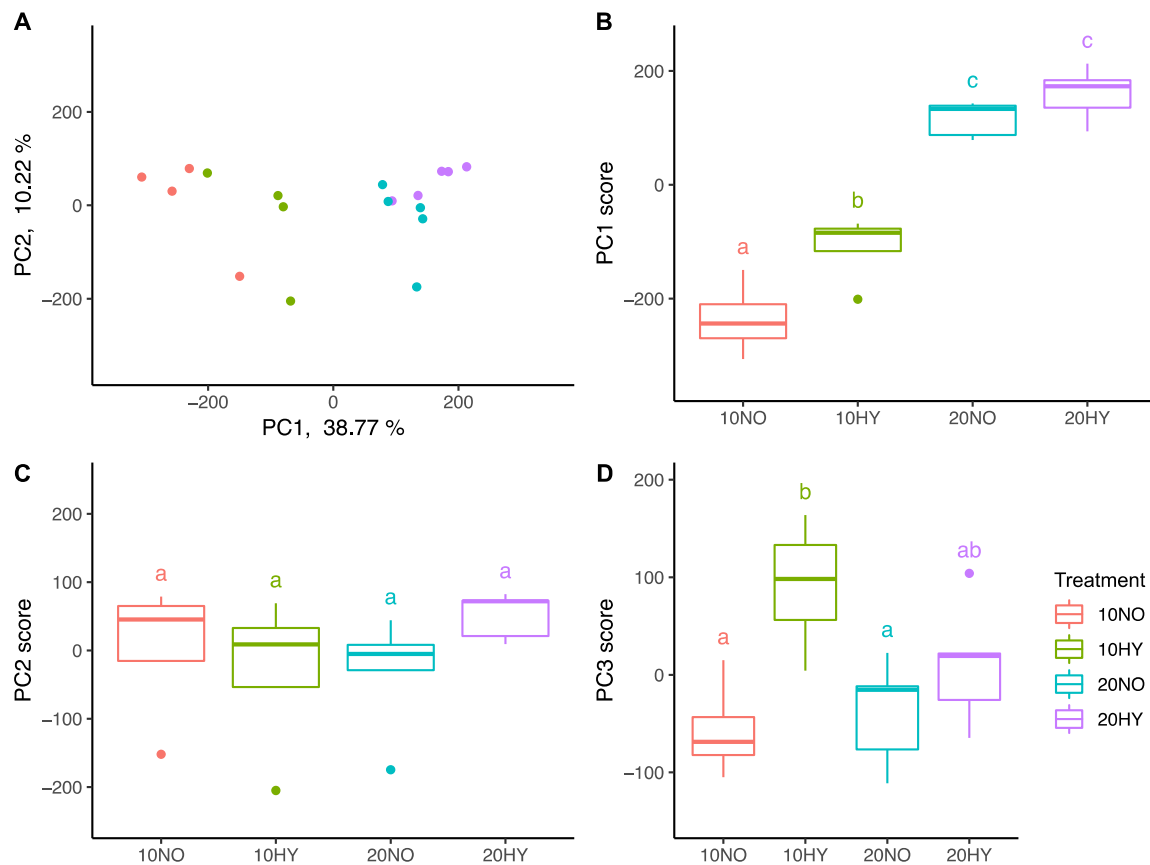 A
200
0
−200
PC2, 10.22 %
−200 0 200
PC1, 38.77 %
B
200
0
−200
PC1 score
a
b
c
c
10NO 10HY 20NO 20HY
C
200
100
0
−100
−200
PC2 score
a
a
a
a
10NO 10HY 20NO 20HY
D
200
100
0
−100
PC3 score
a
b
a
ab
10NO 10HY 20NO 20HY
Treatment
10NO
10HY
20NO
20HY